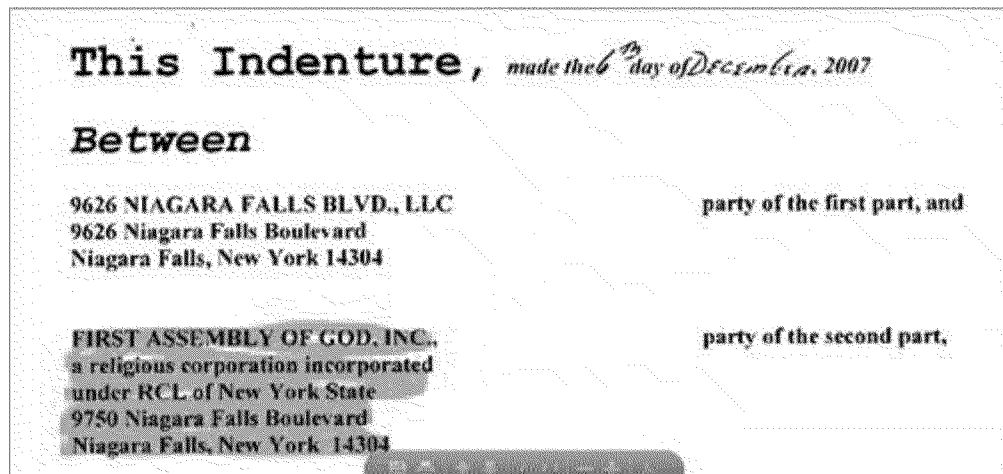 This Indenture, made the 6th day of December, 2007
Between
9626 NIAGARA FALLS BLVD., LLC party of the first part, and
9626 Niagara Falls Boulevard
Niagara Falls, New York 14304
FIRST ASSEMBLY OF GOD, INC., party of the second part,
a religious corporation incorporated
under RCL of New York State
9750 Niagara Falls Boulevard
Niagara Falls, New York 14304